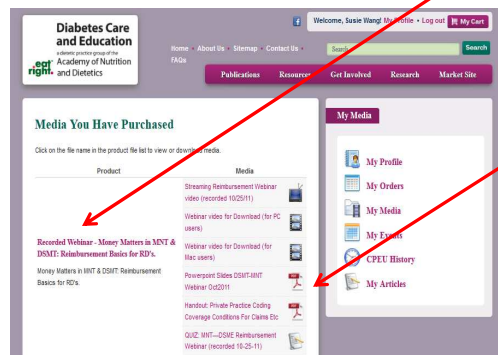 Diabetes Care
and Education
a dietetic practice group of the
eat right. Academy of Nutrition
and Dietetics
Welcome, Susie Wang! My Profile • Log out My Cart
Home • About Us • Sitemap • Contact Us •
FAQs
Search
Search
Publications Resources Get Involved Research Market Site
Media You Have Purchased
Click on the file name in the product file list to view or download media.
Product Media
Streaming Reimbursement Webinar
video (recorded 10/25/11)
Webinar video for Download (for PC
users)
Recorded Webinar - Money Matters in MNT &
DSMT: Reimbursement Basics for RD's.
Money Matters in MNT & DSMT: Reimbursement
Basics for RD's.
Webinar video for Download (for
Mac users)
Powerpoint Slides DSMT-MNT
Webinar Oct2011
Handout: Private Practice Coding
Coverage Conditions For Claims Etc
QUIZ: MNT---DSME Reimbursement
Webinar (recorded 10-25-11)
My Media
My Profile
My Orders
My Media
My Events
CPEU History
My Articles